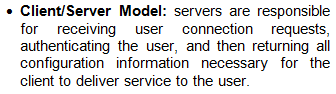 • Client/Server Model: servers are responsible
for receiving user connection requests,
authenticating the user, and then returning all
configuration information necessary for the
client to deliver service to the user.